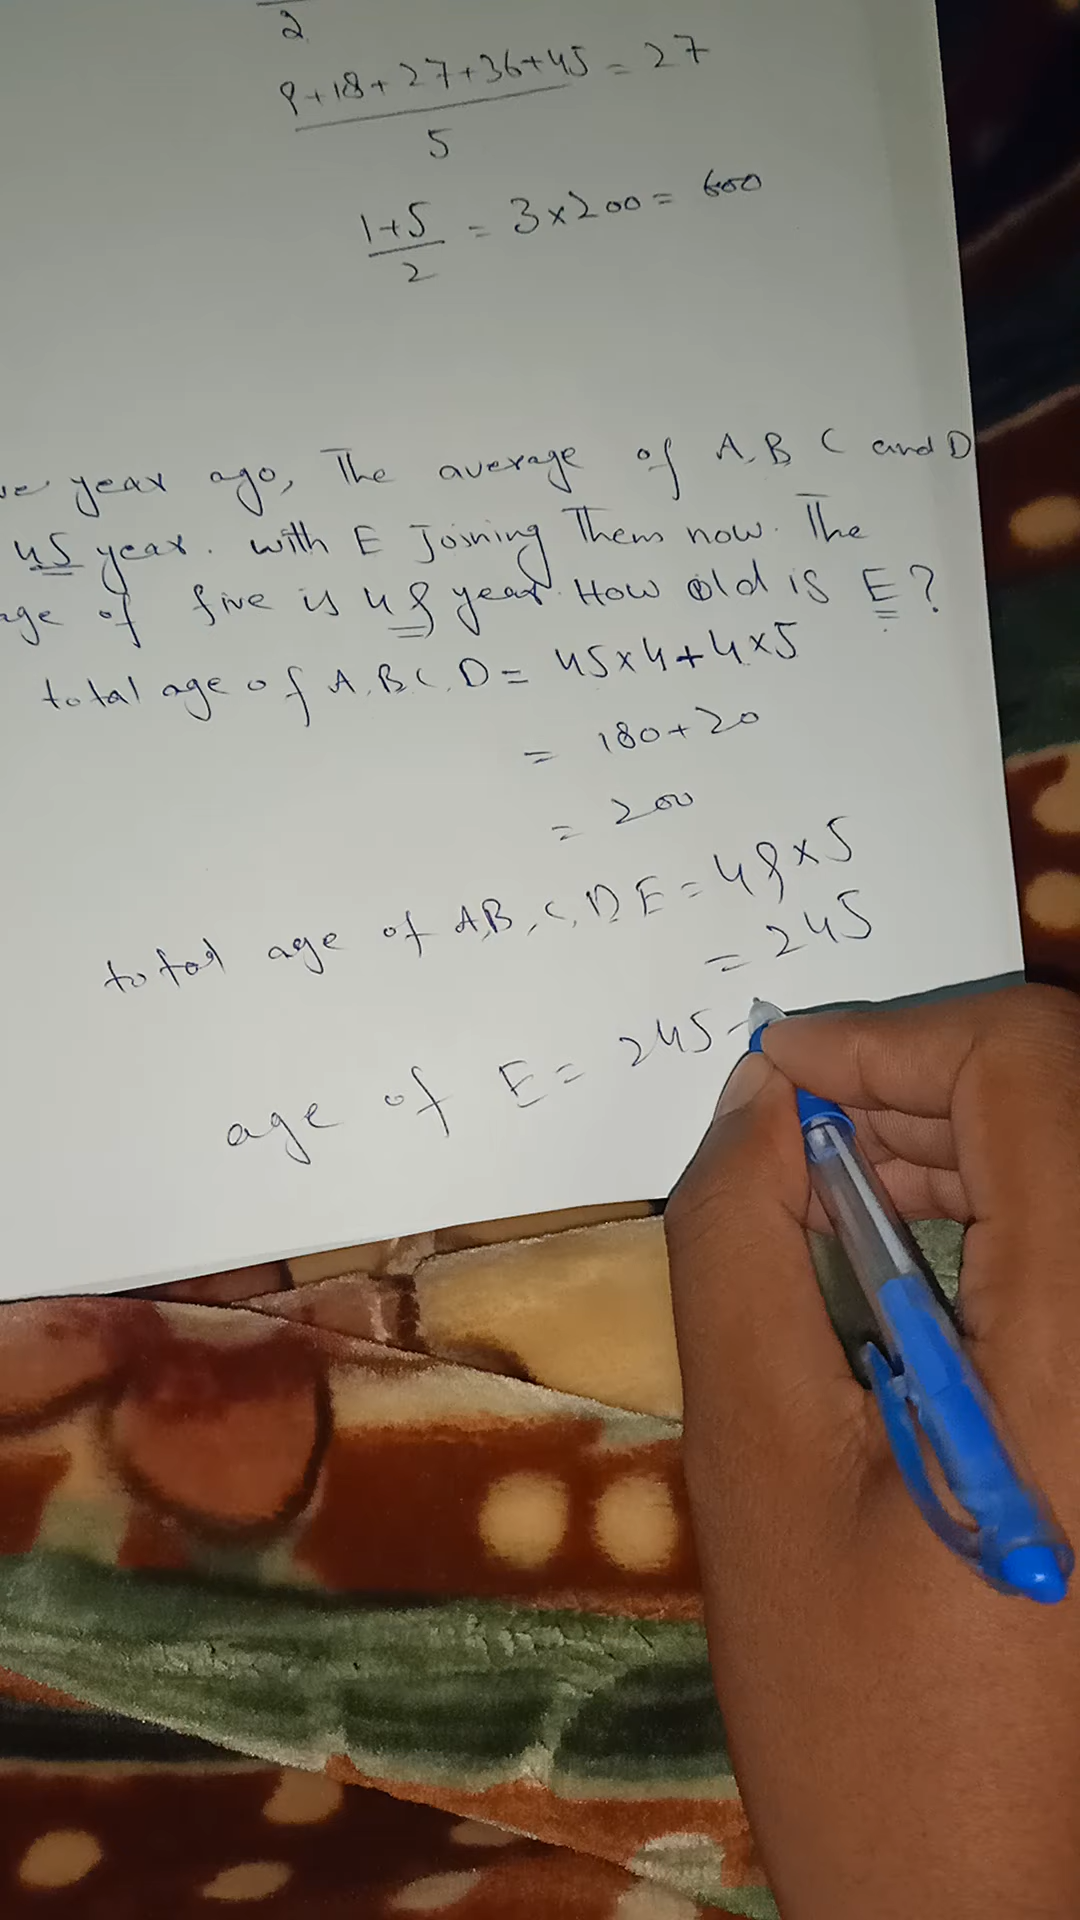 2
9+18+27+36+45 = 27
5
1+5 = 3×200 = 600
2
year ago, The average of A, B, C and D
45 year. with E Joining Them now. The
of five is 49 year. How old is E?
total age of A, B, C, D = 45×4+4×5
= 180+20
= 200
total age of A,B, C, D, E = 49×5
= 245
age of E = 245-